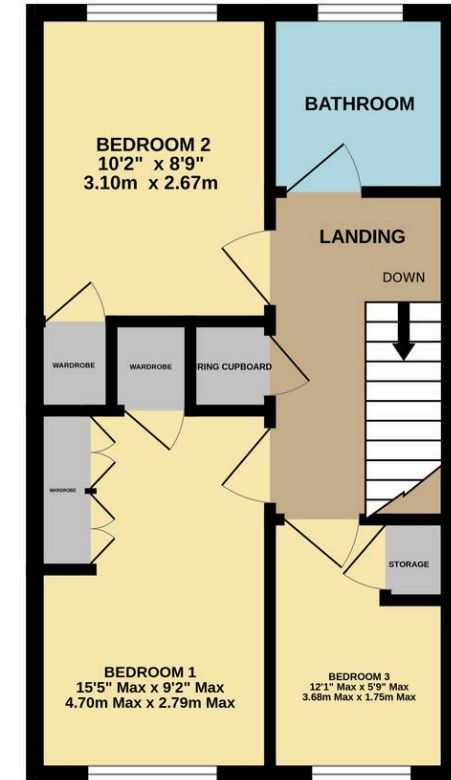 BATHROOM
BEDROOM 2
10'2" x 8'9"
3.10m x 2.67m
LANDING
DOWN
WARDROBE
WARDROBE
RING CUPBOARD
WARDROBE
STORAGE
BEDROOM 1
15'5" Max x 9'2" Max
4.70m Max x 2.79m Max
BEDROOM 3
12'1" Max x 5'9" Max
3.68m Max x 1.75m Max